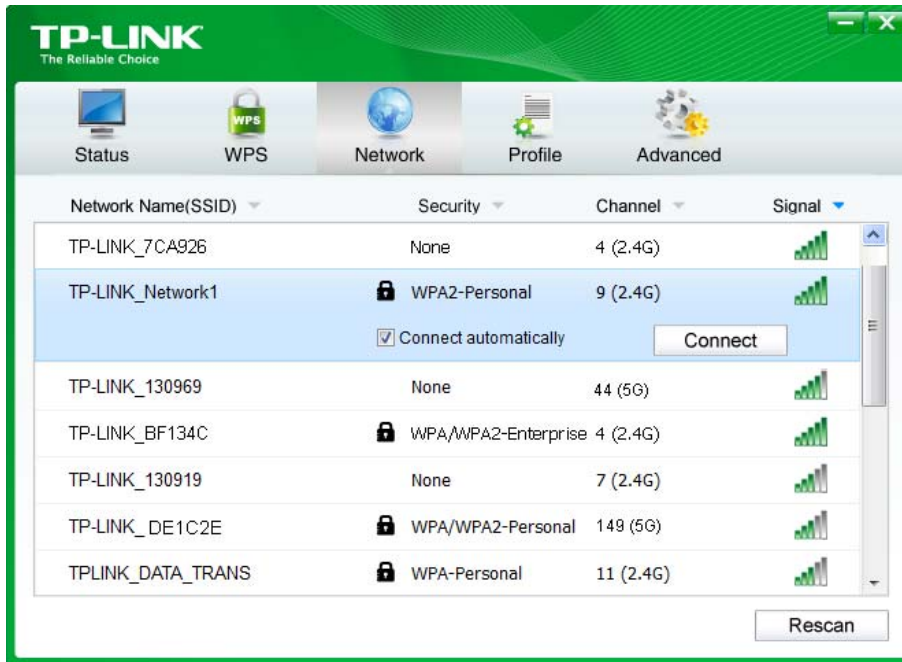 TP-LINK
The Reliable Choice
Status WPS Network Profile Advanced
WPS
Network Name(SSID) Security Channel Signal
TP-LINK_7CA926 None 4 (2.4G)
TP-LINK_Network1 WPA2-Personal 9 (2.4G)
Connect automatically Connect
TP-LINK_130969 None 44 (5G)
TP-LINK_BF134C WPA/WPA2-Enterprise 4 (2.4G)
TP-LINK_130919 None 7 (2.4G)
TP-LINK_DE1C2E WPA/WPA2-Personal 149 (5G)
TPLINK_DATA_TRANS WPA-Personal 11 (2.4G)
Rescan